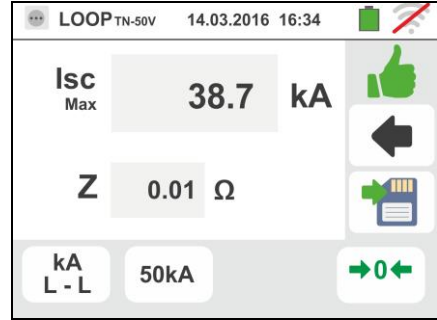 LOOP TN-50V 14.03.2016 16:34
Isc
Max
38.7 kA
Z 0.01 Ω
kA
L - L
50kA
→0←